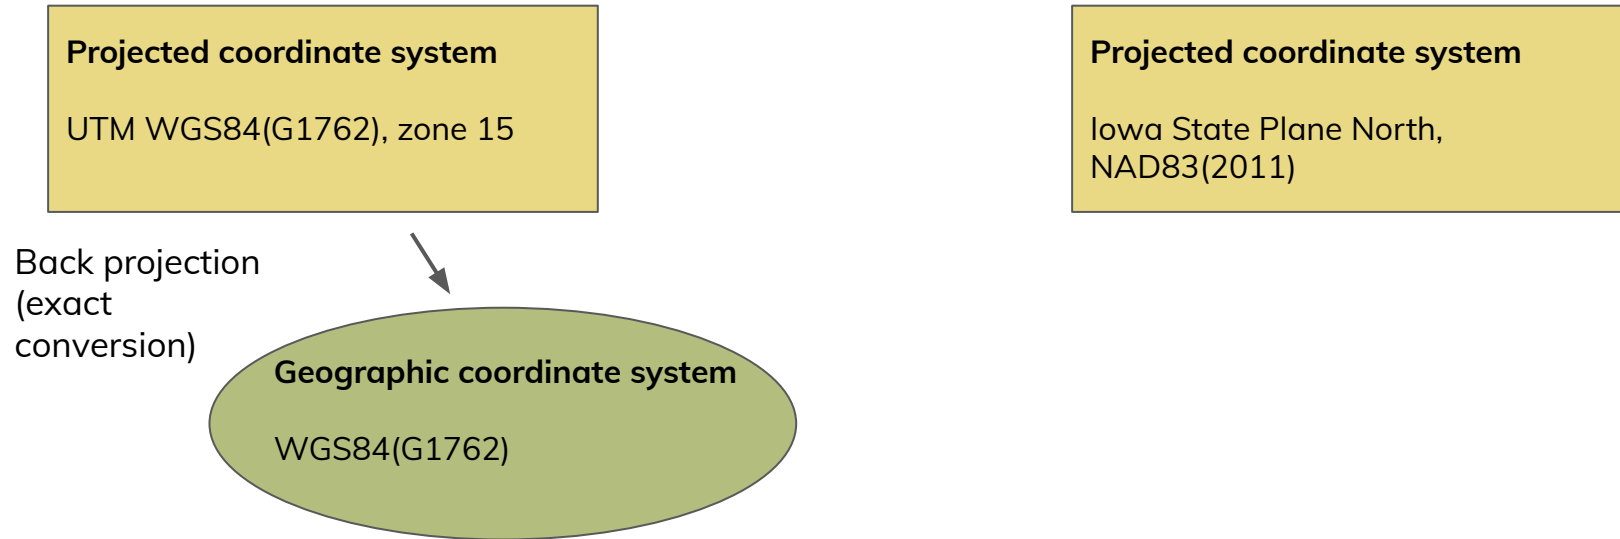 Projected coordinate system
UTM WGS84(G1762), zone 15
Projected coordinate system
Iowa State Plane North,
NAD83(2011)
Back projection
(exact
conversion)
Geographic coordinate system
WGS84(G1762)